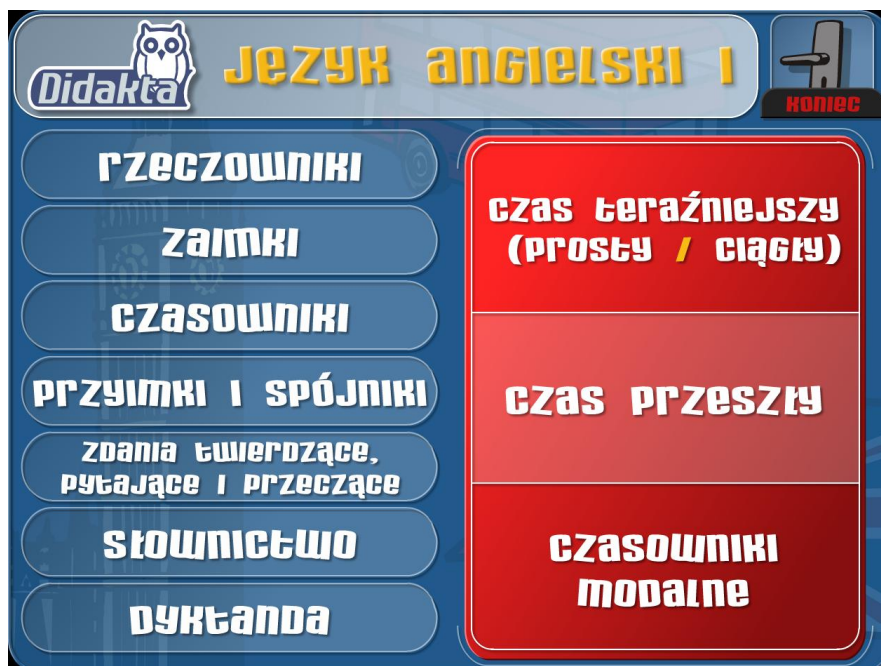 Didakta
Język angielski I
Koniec
Rzeczowniki
Zaimki
Czasowniki
Przyimki i spójniki
Zdania twierdzące,
pytające i przeczące
Słownictwo
Dyktanda
Czas teraźniejszy
(prosty / ciągły)
Czas przeszły
Czasowniki
modalne